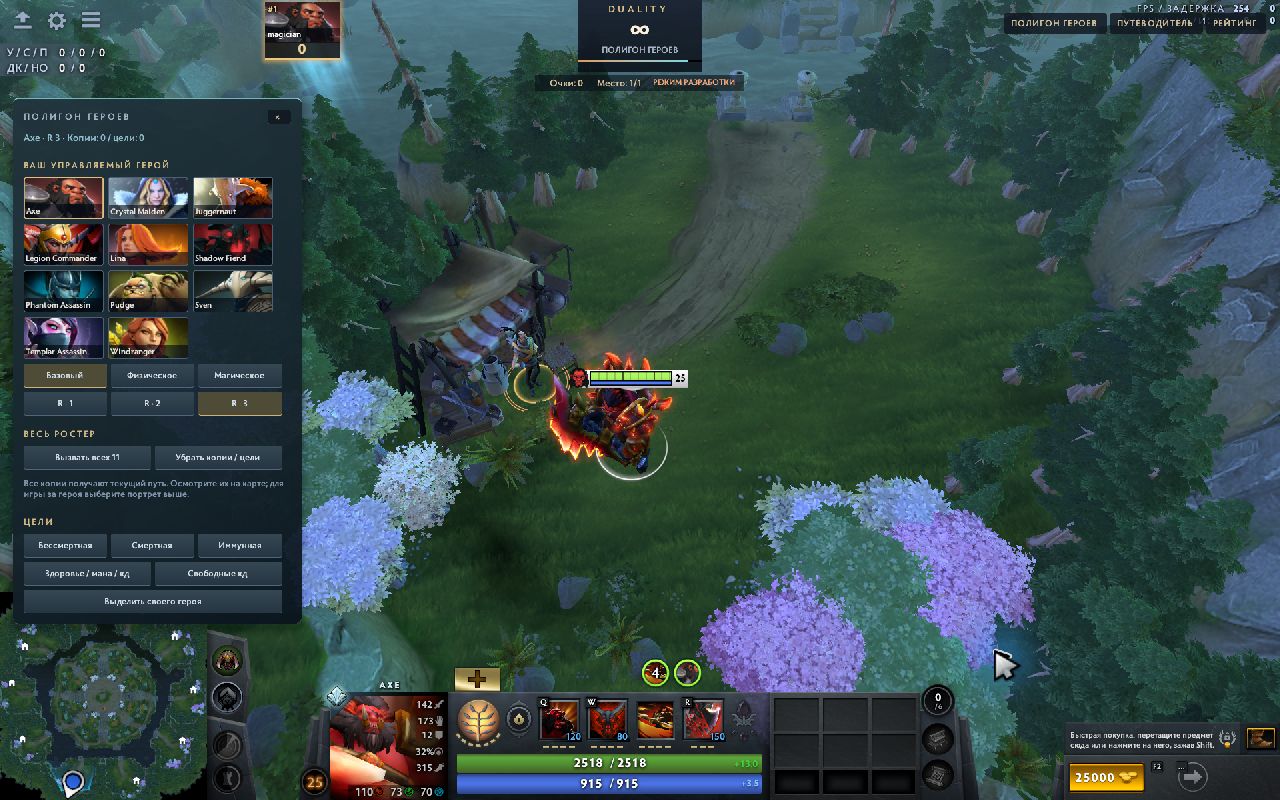 У/С/П 0 / 0 / 0
ДК/НО 0 / 0
#1
magician
0
DUALITY
∞
ПОЛИГОН ГЕРОЕВ
Очки: 0 Место: 1/1 РЕЖИМ РАЗРАБОТКИ
FPS / ЗАДЕРЖКА 254 0
ПОЛИГОН ГЕРОЕВ ПУТЕВОДИТЕЛЬ РЕЙТИНГ 0
ПОЛИГОН ГЕРОЕВ ×
Axe · R 3 · Копии: 0 / цели: 0
ВАШ УПРАВЛЯЕМЫЙ ГЕРОЙ
Axe Crystal Maiden Juggernaut
Legion Commander Lina Shadow Fiend
Phantom Assassin Pudge Sven
Templar Assassin Windranger
Базовый Физическое Магическое
R · 1 R · 2 R · 3
ВЕСЬ РОСТЕР
Вызвать всех 11 Убрать копии / цели
Все копии получают текущий путь. Осмотрите их на карте; для
игры за героя выберите портрет выше.
ЦЕЛИ
Бессмертная Смертная Иммунная
Здоровье / мана / кд Свободные кд
Выделить своего героя
25
4
AXE
142
173
12
32%
315
25
110 73 70
Q W R
120 80 150
2518 / 2518 +13.0
915 / 915 +3.5
0
/6
Быстрая покупка: перетащите предмет
сюда или нажмите на него, зажав Shift.
25000
F2 ...